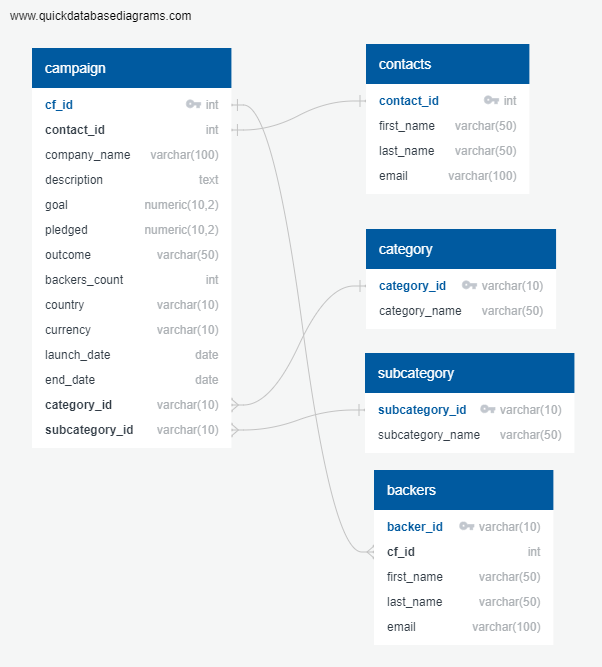 www.quickdatabasediagrams.com
campaign
cf_id int
contact_id int
company_name varchar(100)
description text
goal numeric(10,2)
pledged numeric(10,2)
outcome varchar(50)
backers_count int
country varchar(10)
currency varchar(10)
launch_date date
end_date date
category_id varchar(10)
subcategory_id varchar(10)
contacts
contact_id int
first_name varchar(50)
last_name varchar(50)
email varchar(100)
category
category_id varchar(10)
category_name varchar(50)
subcategory
subcategory_id varchar(10)
subcategory_name varchar(50)
backers
backer_id varchar(10)
cf_id int
first_name varchar(50)
last_name varchar(50)
email varchar(100)